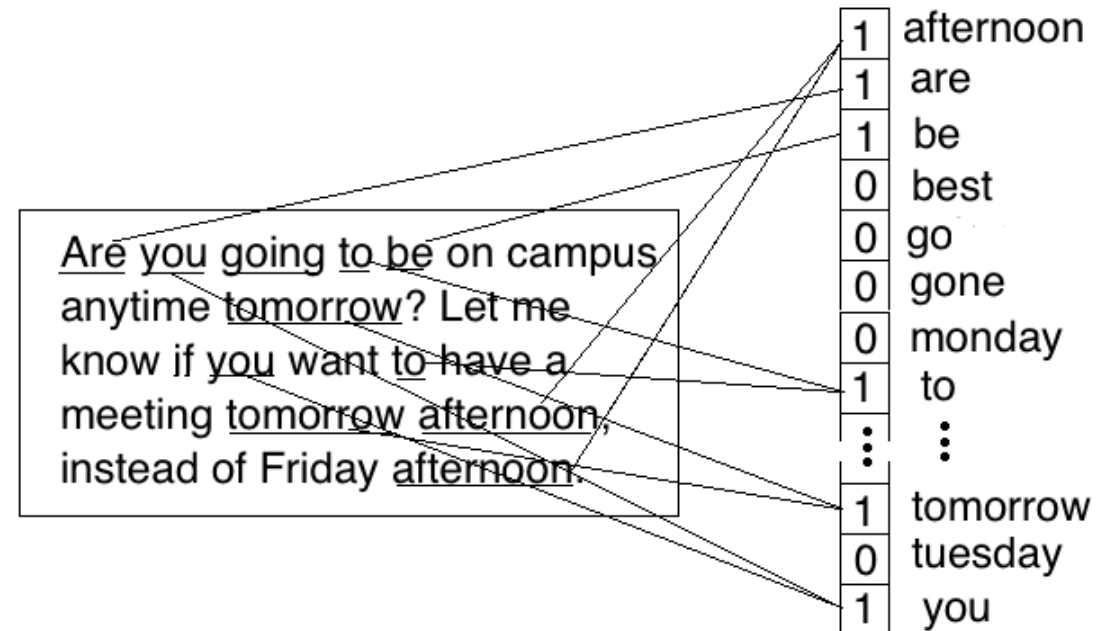 Are you going to be on campus
anytime tomorrow? Let me
know if you want to have a
meeting tomorrow afternoon,
instead of Friday afternoon.
1 afternoon
1 are
1 be
0 best
0 go
0 gone
0 monday
1 to
⋮ ⋮
1 tomorrow
0 tuesday
1 you